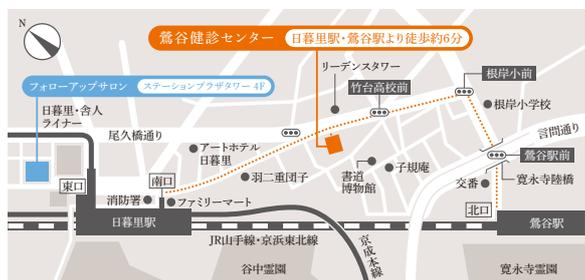 N
鶯谷健診センター 日暮里駅・鶯谷駅より徒歩約6分
フォローアップサロン ステーションプラザタワー 4F
リーデンスタワー
竹台高校前
根岸小前
日暮里・舎人
ライナー
根岸小学校
尾久橋通り
言問通り
アートホテル
日暮里
鶯谷駅前
子規庵
羽二重団子
書道
博物館
交番
寛永寺陸橋
東口
南口
消防署
ファミリーマート
北口
日暮里駅
鶯谷駅
JR山手線・京浜東北線
京成本線
谷中霊園
寛永寺霊園